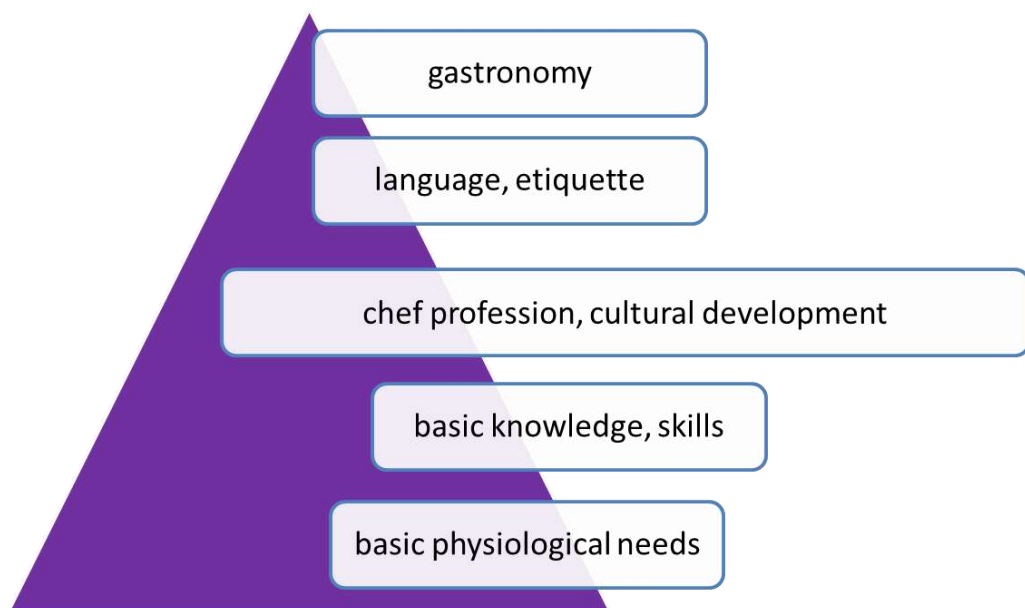 gastronomy
language, etiquette
chef profession, cultural development
basic knowledge, skills
basic physiological needs